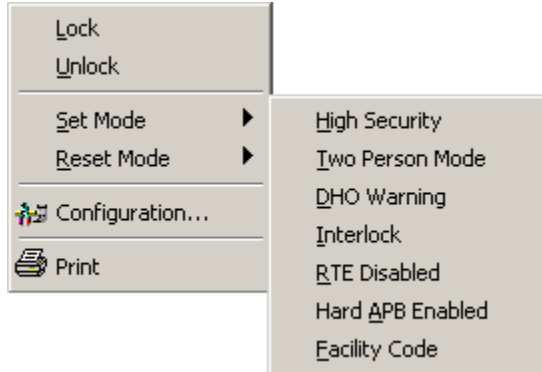 Lock
Unlock
Set Mode
Reset Mode
Configuration...
Print
High Security
Two Person Mode
DHO Warning
Interlock
RTE Disabled
Hard APB Enabled
Facility Code